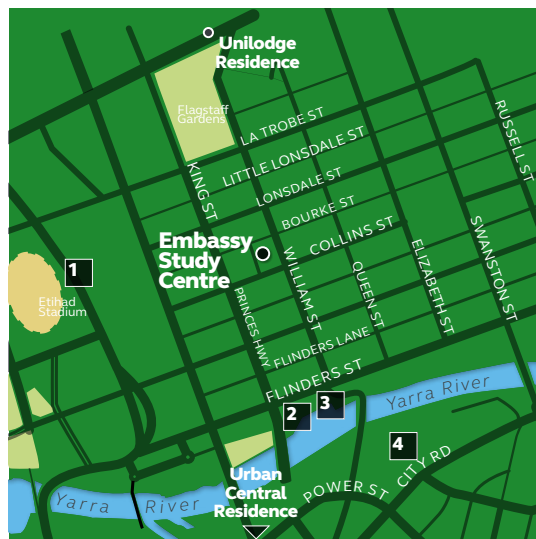 Unilodge
Residence
Flagstaff
Gardens
LA TROBE ST
LITTLE LONSDALE ST
LONSDALE ST
BOURKE ST
COLLINS ST
RUSSELL ST
KING ST
SWANSTON ST
ELIZABETH ST
QUEEN ST
WILLIAM ST
PRINCES HWY
Embassy
Study
Centre
1
Etihad
Stadium
FLINDERS LANE
FLINDERS ST
2
3
Yarra River
4
CITY RD
POWER ST
Urban
Central
Residence
Yarra River